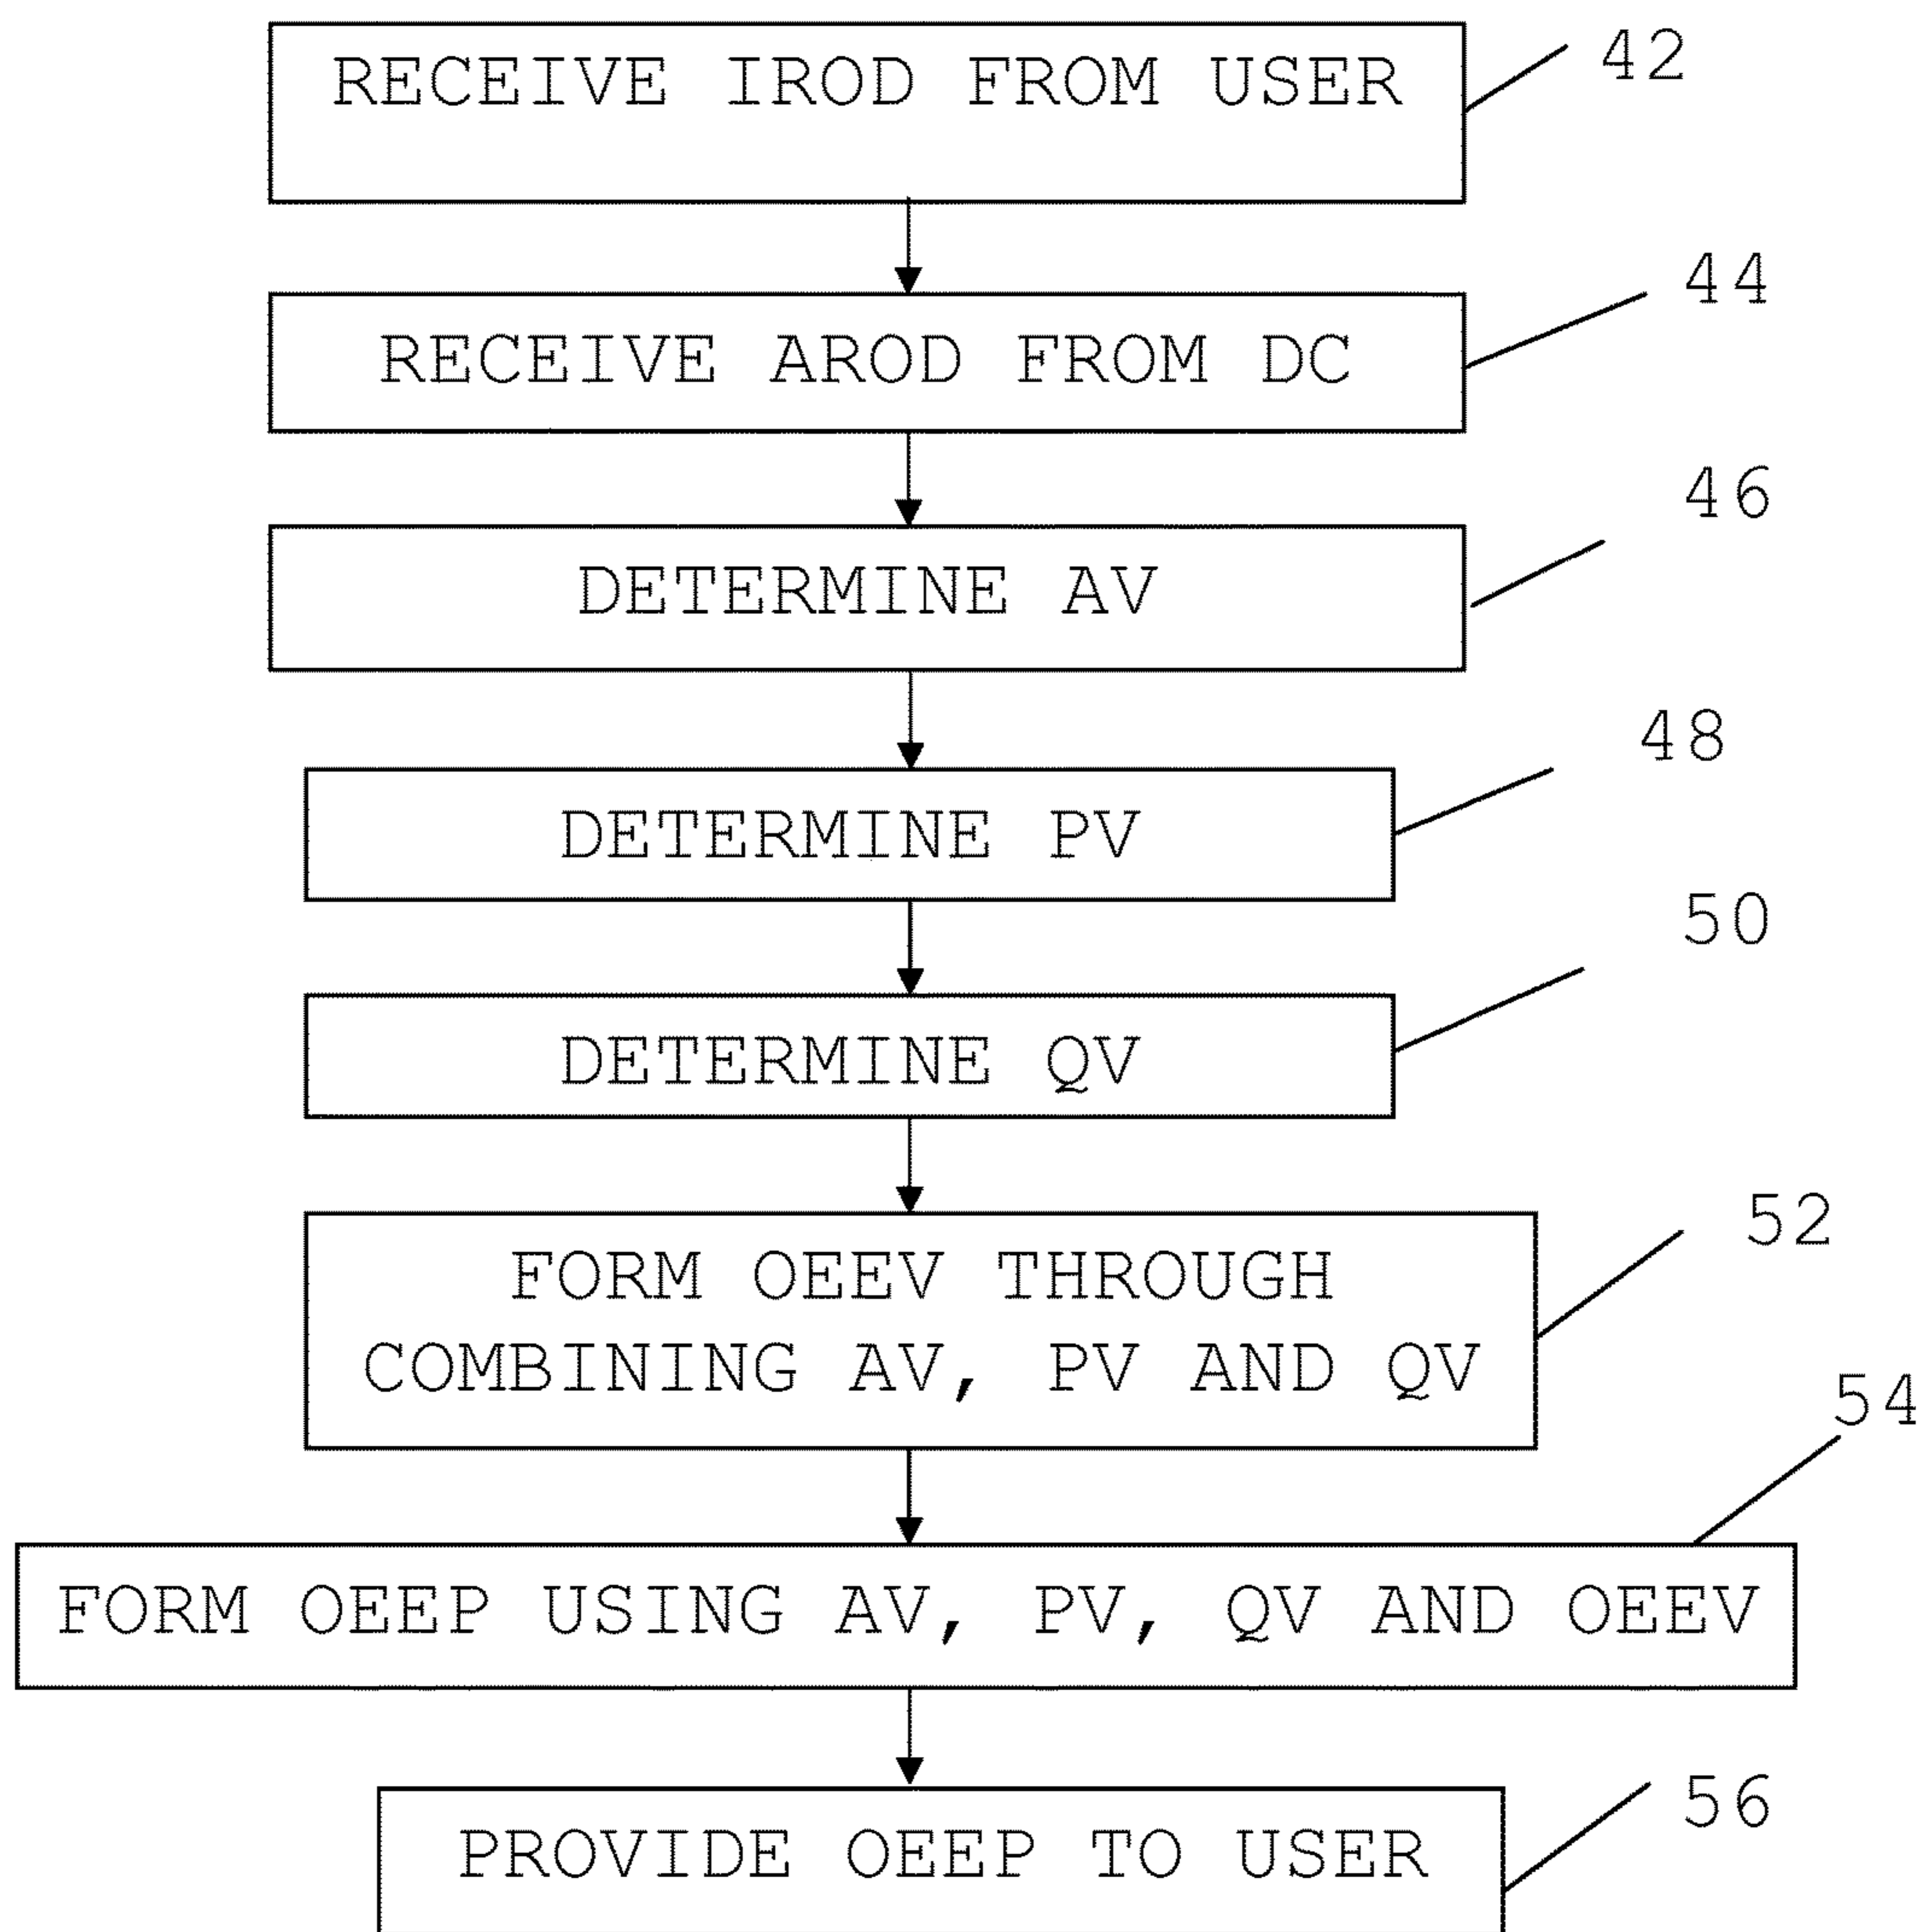 RECEIVE IROD FROM USER
42
RECEIVE AROD FROM DC
44
DETERMINE AV
46
DETERMINE PV
48
DETERMINE QV
50
FORM OEEV THROUGH
COMBINING AV, PV AND QV
52
FORM OEEP USING AV, PV, QV AND OEEV
54
PROVIDE OEEP TO USER
56